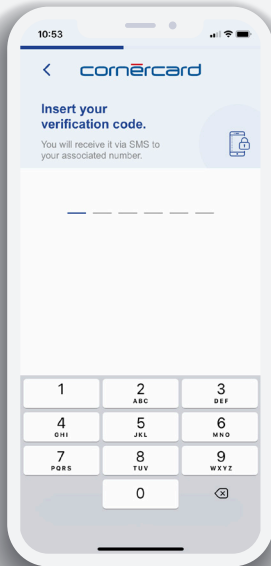 10:53
cornèrcard
Insert your
verification code.
You will receive it via SMS to
your associated number.
1
2
ABC
3
DEF
4
GHI
5
JKL
6
MNO
7
PQRS
8
TUV
9
WXYZ
0